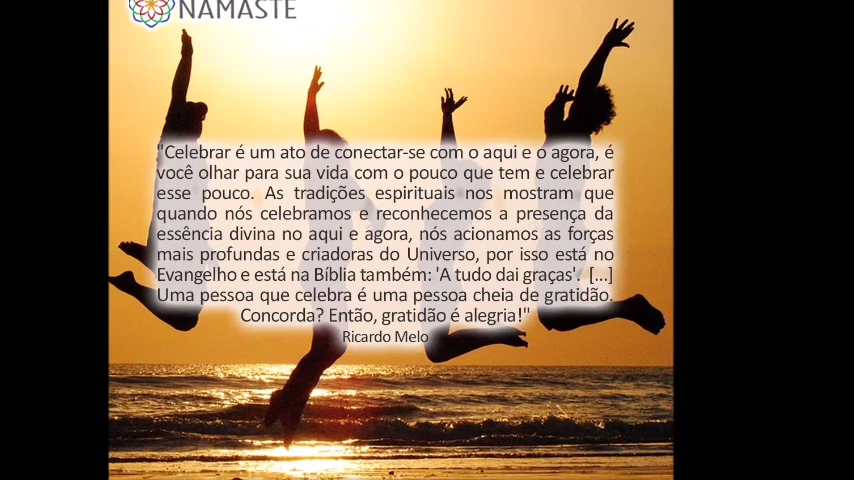 NAMASTE
"Celebrar é um ato de conectar-se com o aqui e o agora, é
você olhar para sua vida com o pouco que tem e celebrar
esse pouco. As tradições espirituais nos mostram que
quando nós celebramos e reconhecemos a presença da
essência divina no aqui e agora, nós acionamos as forças
mais profundas e criadoras do Universo, por isso está no
Evangelho e está na Bíblia também: 'A tudo dai graças'. [...]
Uma pessoa que celebra é uma pessoa cheia de gratidão.
Concorda? Então, gratidão é alegria!"
Ricardo Melo